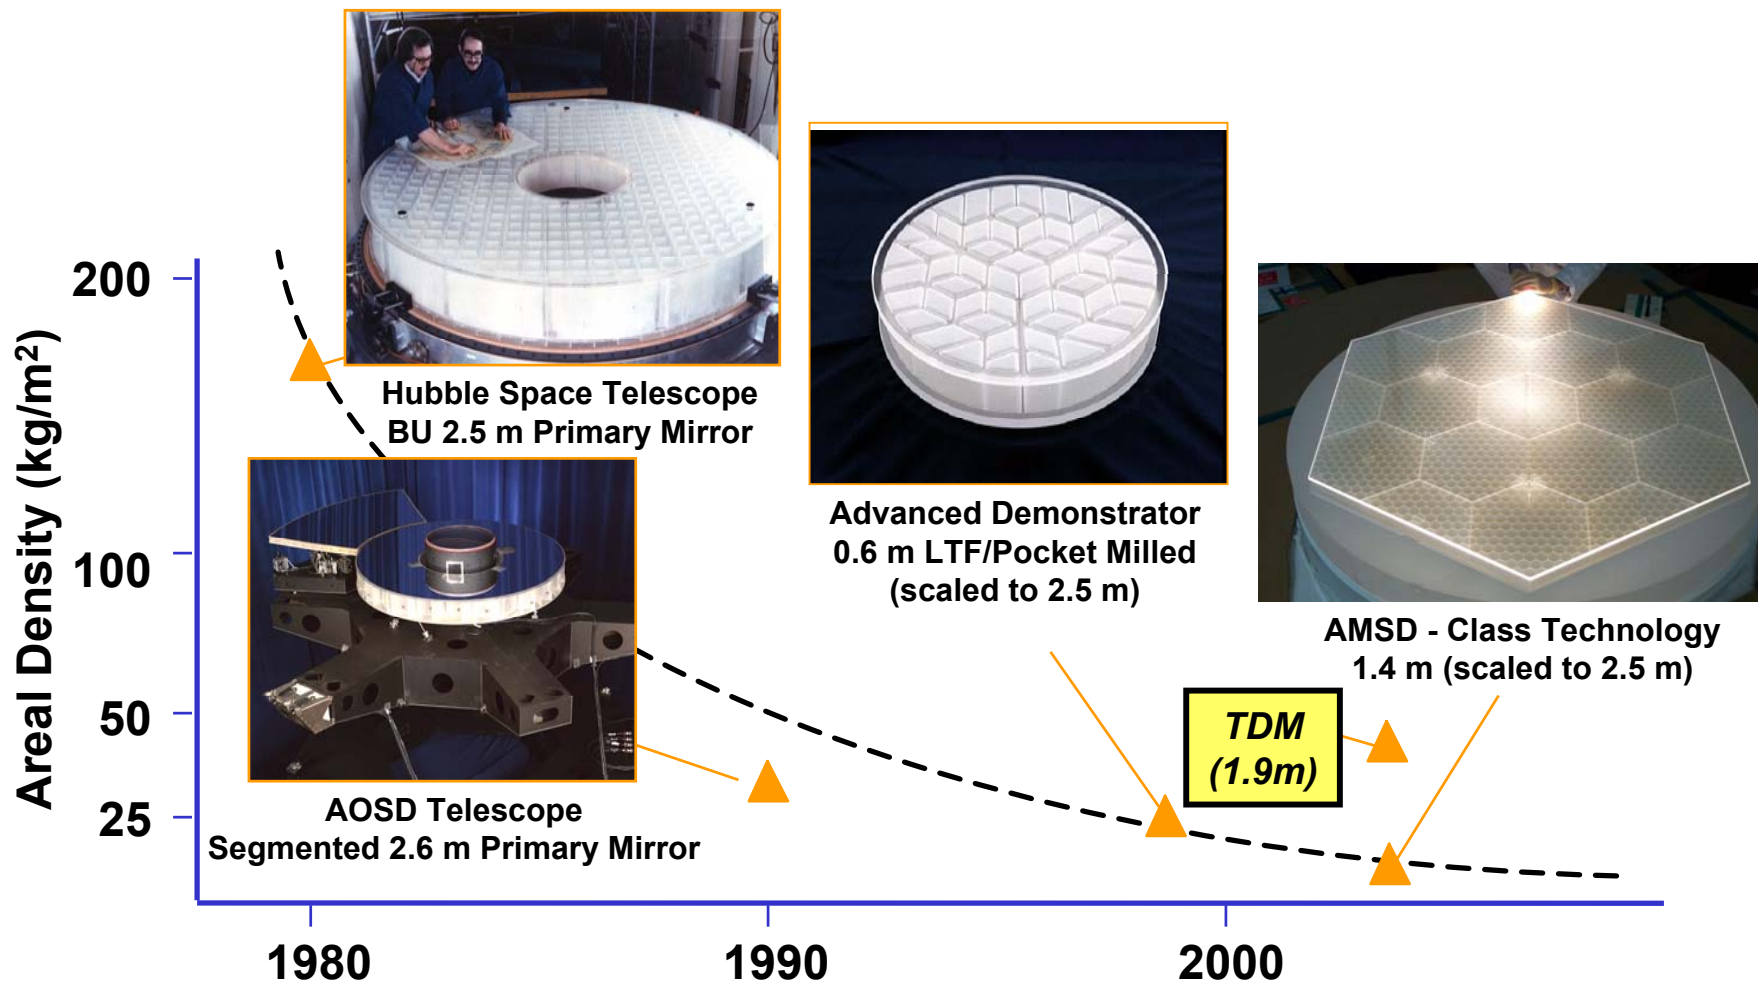 Hubble Space Telescope
BU 2.5 m Primary Mirror
Advanced Demonstrator
0.6 m LTF/Pocket Milled
(scaled to 2.5 m)
AMSD - Class Technology
1.4 m (scaled to 2.5 m)
TDM
(1.9m)
AOSD Telescope
Segmented 2.6 m Primary Mirror
Areal Density (kg/m²)
200
100
50
25
1980
1990
2000